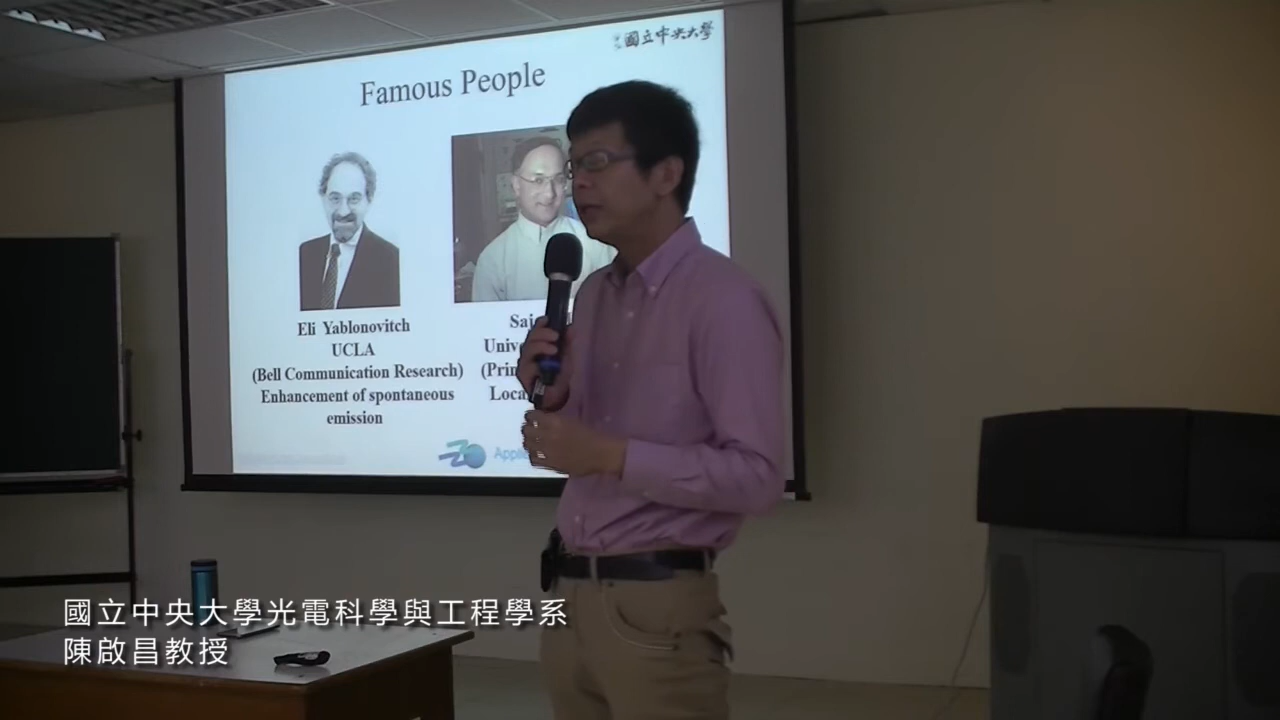 國立中央大學
Famous People
Eli Yablonovitch
UCLA
(Bell Communication Research)
Enhancement of spontaneous
emission
國立中央大學光電科學與工程學系
陳啟昌教授